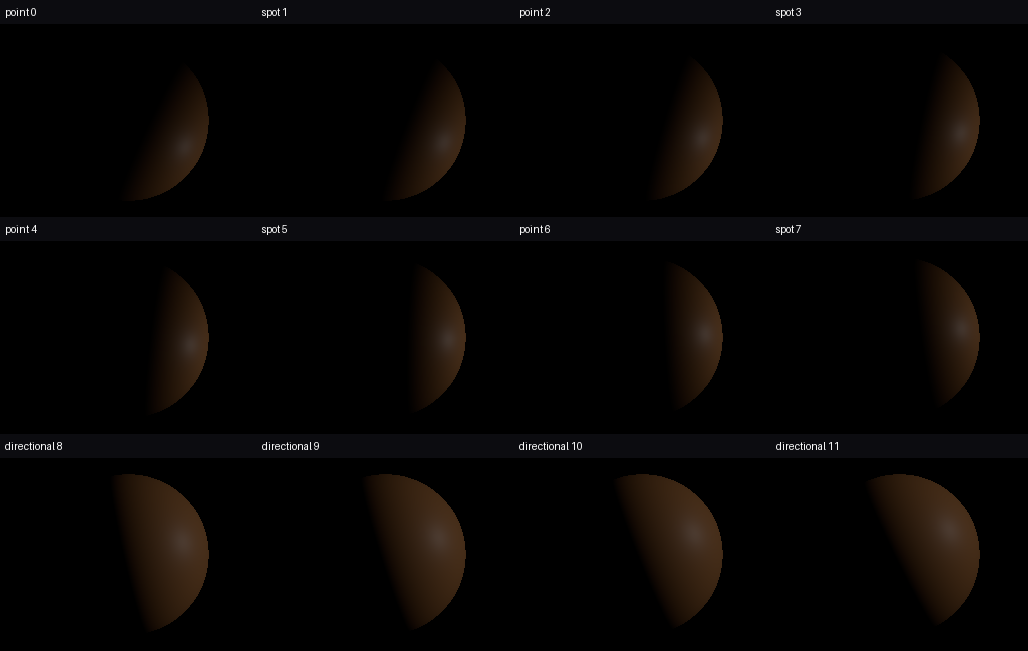 point 0
spot 1
point 2
spot 3
point 4
spot 5
point 6
spot 7
directional 8
directional 9
directional 10
directional 11